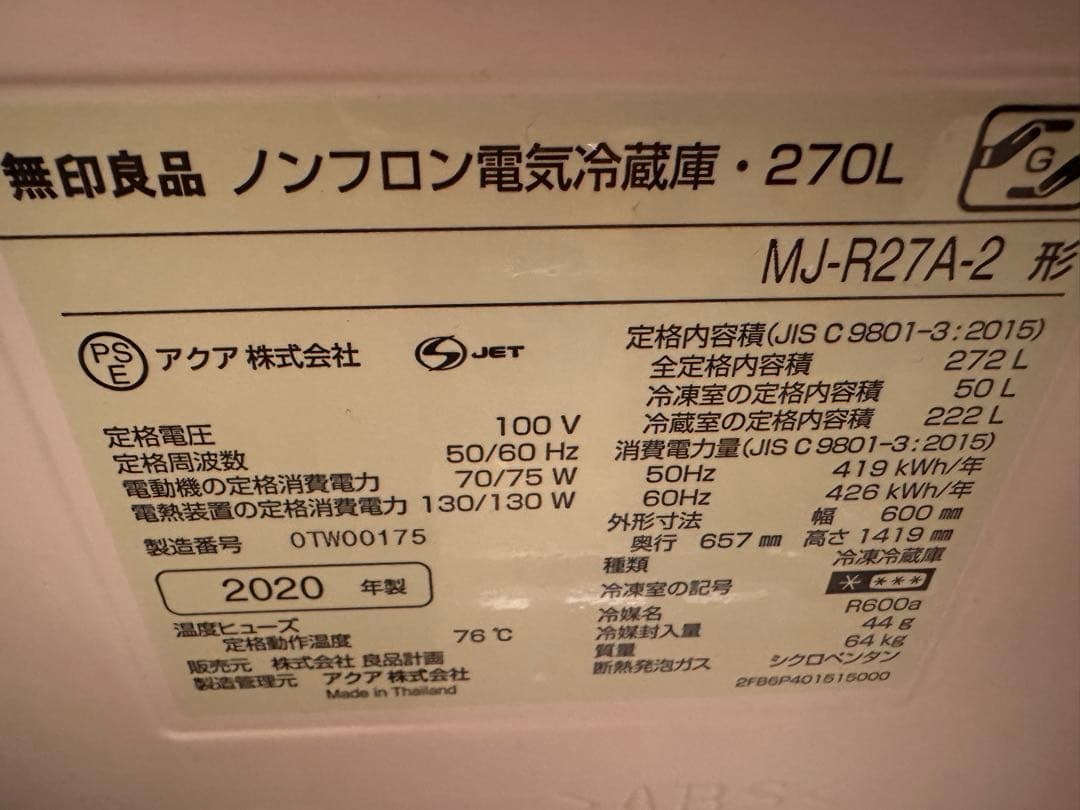 無印良品 ノンフロン電気冷蔵庫・270L
G
MJ-R27A-2 形
PSE アクア 株式会社 JET
定格電圧 100 V
定格周波数 50/60 Hz
電動機の定格消費電力 70/75 W
電熱装置の定格消費電力 130/130 W
製造番号 0TW00175
2020 年製
温度ヒューズ
定格動作温度 76 ℃
販売元 株式会社 良品計画
製造管理元 アクア 株式会社
Made in Thailand
定格内容積(JIS C 9801-3:2015)
全定格内容積 272 L
冷凍室の定格内容積 50 L
冷蔵室の定格内容積 222 L
消費電力量(JIS C 9801-3:2015)
50Hz 419 kWh/年
60Hz 426 kWh/年
外形寸法 幅 600 ㎜
奥行 657 ㎜ 高さ 1419 ㎜
種類 冷凍冷蔵庫
冷凍室の記号 * ***
冷媒名 R600a
冷媒封入量 44 g
質量 64 kg
断熱発泡ガス シクロペンタン
2FB6P401515000
>ABS<